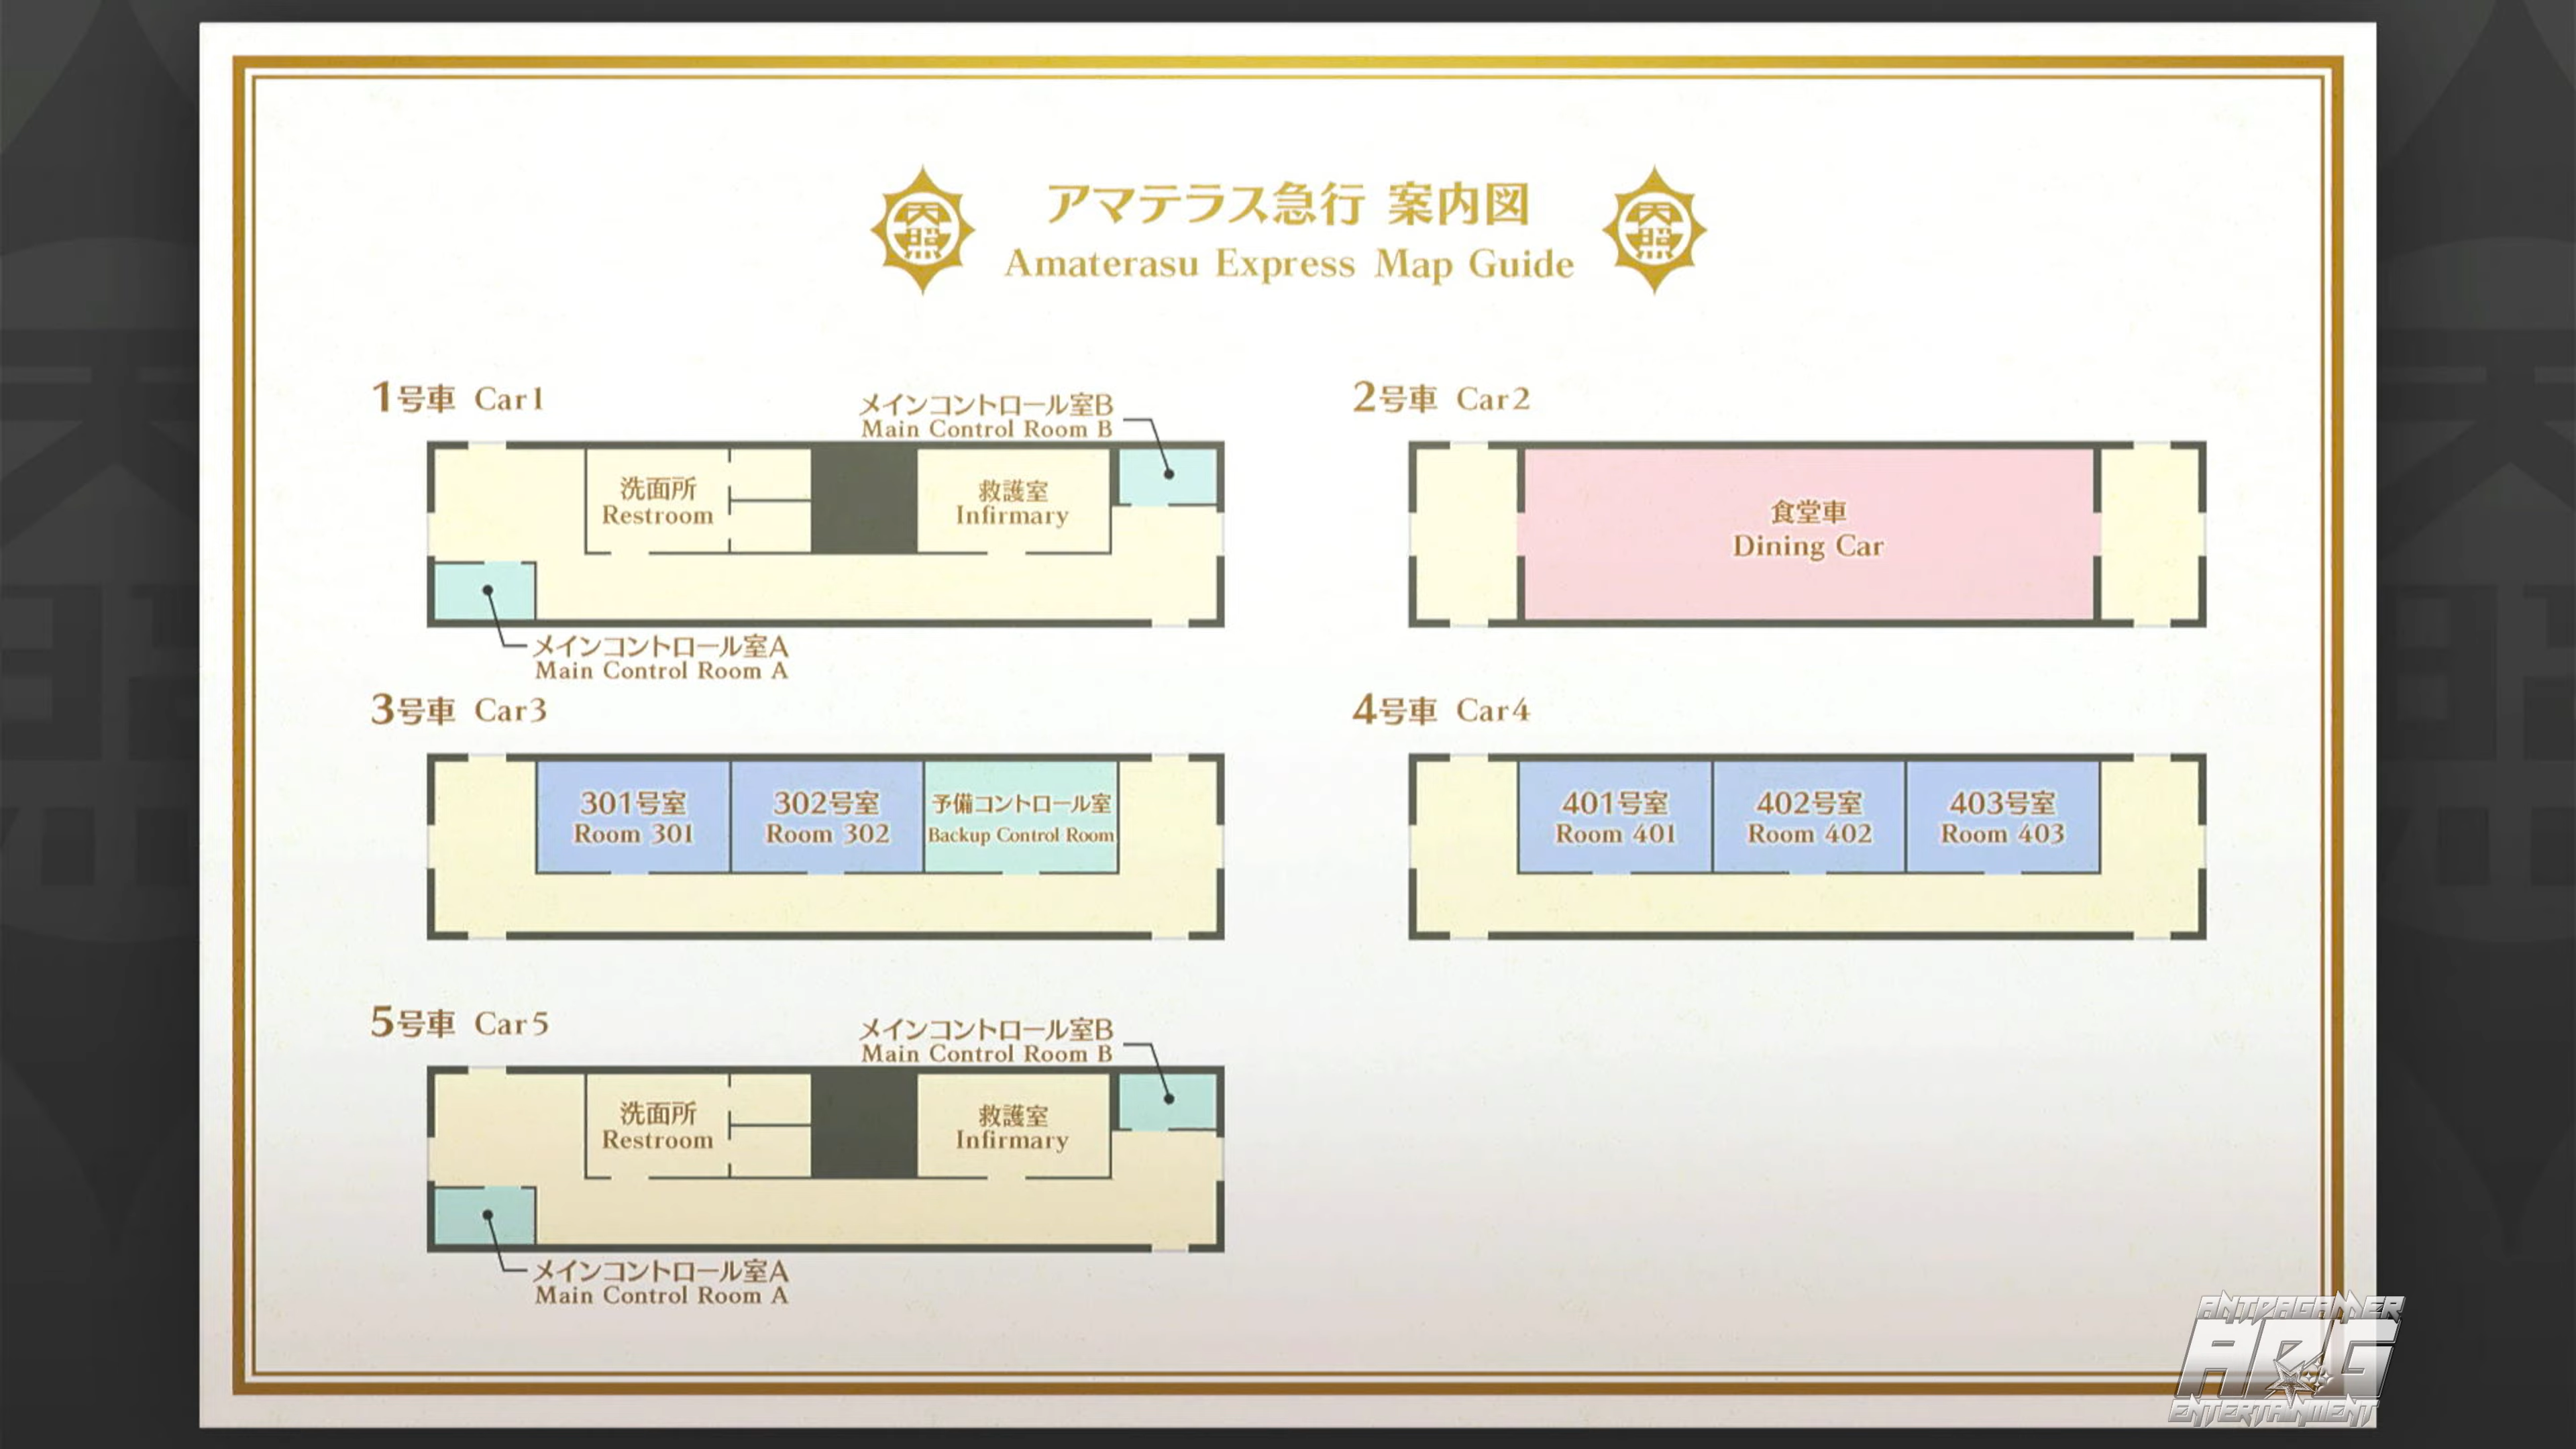 アマテラス急行 案内図
Amaterasu Express Map Guide
天照
天照
1号車 Car1
メインコントロール室B
Main Control Room B
洗面所
Restroom
救護室
Infirmary
メインコントロール室A
Main Control Room A
2号車 Car2
食堂車
Dining Car
3号車 Car3
301号室
Room 301
302号室
Room 302
予備コントロール室
Backup Control Room
4号車 Car4
401号室
Room 401
402号室
Room 402
403号室
Room 403
5号車 Car5
メインコントロール室B
Main Control Room B
洗面所
Restroom
救護室
Infirmary
メインコントロール室A
Main Control Room A
ANTDAGAMER
ARG
ENTERTAINMENT